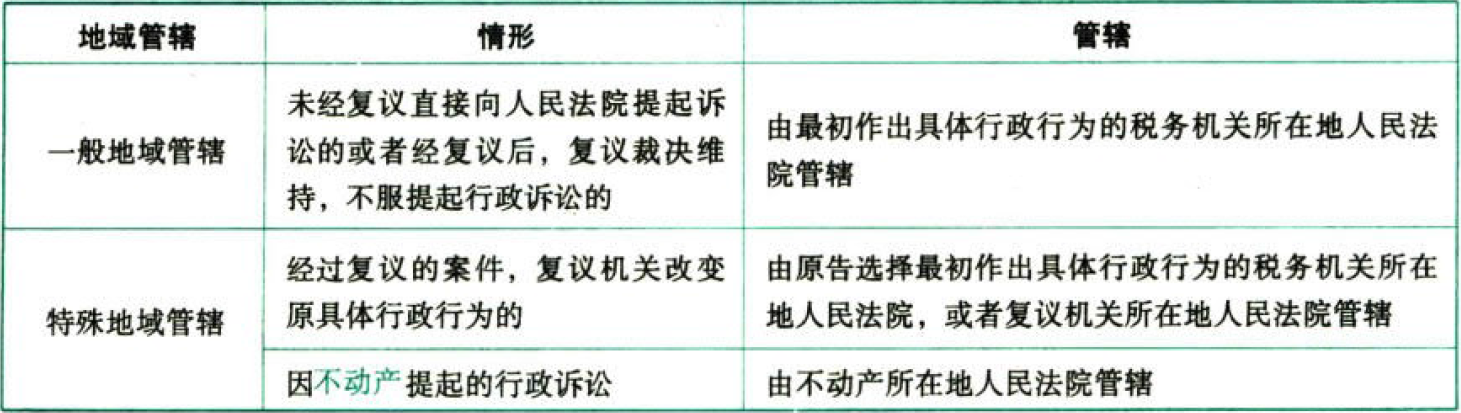 地域管辖 情形 管辖
一般地域管辖
未经复议直接向人民法院提起诉
讼的或者经复议后，复议裁决维
持，不服提起行政诉讼的
由最初作出具体行政行为的税务机关所在地人民法
院管辖
特殊地域管辖
经过复议的案件，复议机关改变
原具体行政行为的
由原告选择最初作出具体行政行为的税务机关所在
地人民法院，或者复议机关所在地人民法院管辖
因不动产提起的行政诉讼
由不动产所在地人民法院管辖